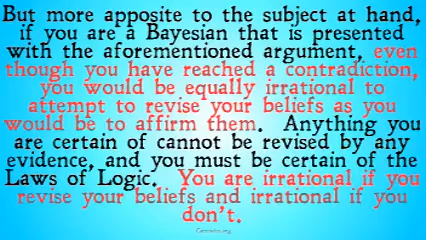 But more apposite to the subject at hand,
if you are a Bayesian that is presented
with the aforementioned argument, even
though you have reached a contradiction,
you would be equally irrational to
attempt to revise your beliefs as you
would be to affirm them. Anything you
are certain of cannot be revised by any
evidence, and you must be certain of the
Laws of Logic. You are irrational if you
revise your beliefs and irrational if you
don't.